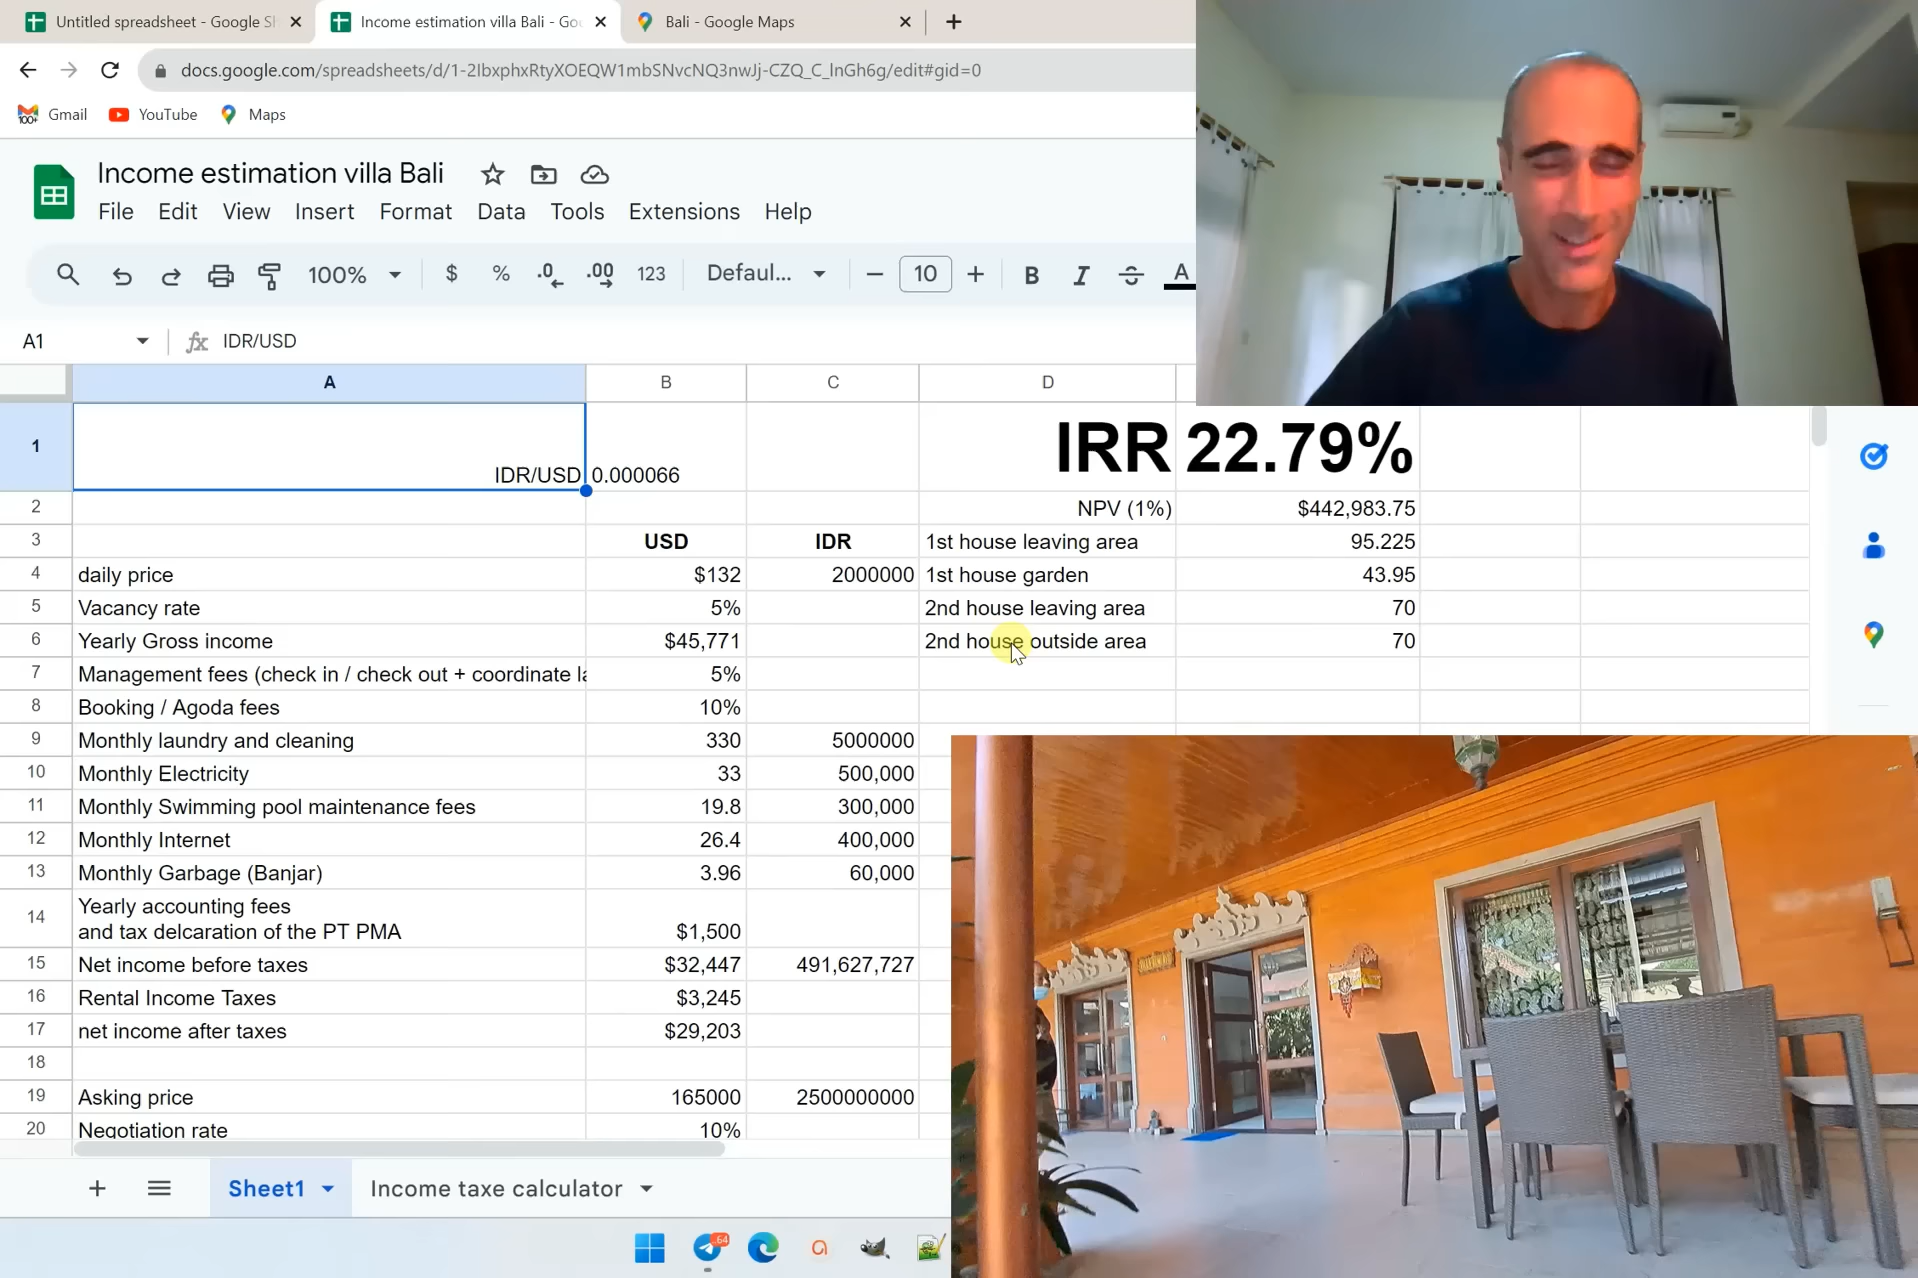 Untitled spreadsheet - Google S
Income estimation villa Bali - Goo
Bali - Google Maps
docs.google.com/spreadsheets/d/1-2IbxphxRtyXOEQW1mbSNvcNQ3nwJj-CZQ_C_lnGh6g/edit#gid=0
Gmail YouTube Maps
Income estimation villa Bali
File Edit View Insert Format Data Tools Extensions Help
100% $ % .0 .00 123 Defaul... 10 B I S A
A1 fx IDR/USD
A B C D
1 IDR/USD 0.000066 IRR 22.79%
2 NPV (1%) $442,983.75
3 USD IDR 1st house leaving area 95.225
4 daily price $132 2000000 1st house garden 43.95
5 Vacancy rate 5% 2nd house leaving area 70
6 Yearly Gross income $45,771 2nd house outside area 70
7 Management fees (check in / check out + coordinate la 5%
8 Booking / Agoda fees 10%
9 Monthly laundry and cleaning 330 5000000
10 Monthly Electricity 33 500,000
11 Monthly Swimming pool maintenance fees 19.8 300,000
12 Monthly Internet 26.4 400,000
13 Monthly Garbage (Banjar) 3.96 60,000
14 Yearly accounting fees
and tax delcaration of the PT PMA $1,500
15 Net income before taxes $32,447 491,627,727
16 Rental Income Taxes $3,245
17 net income after taxes $29,203
18
19 Asking price 165000 2500000000
20 Negotiation rate 10%
Sheet1 Income taxe calculator
64